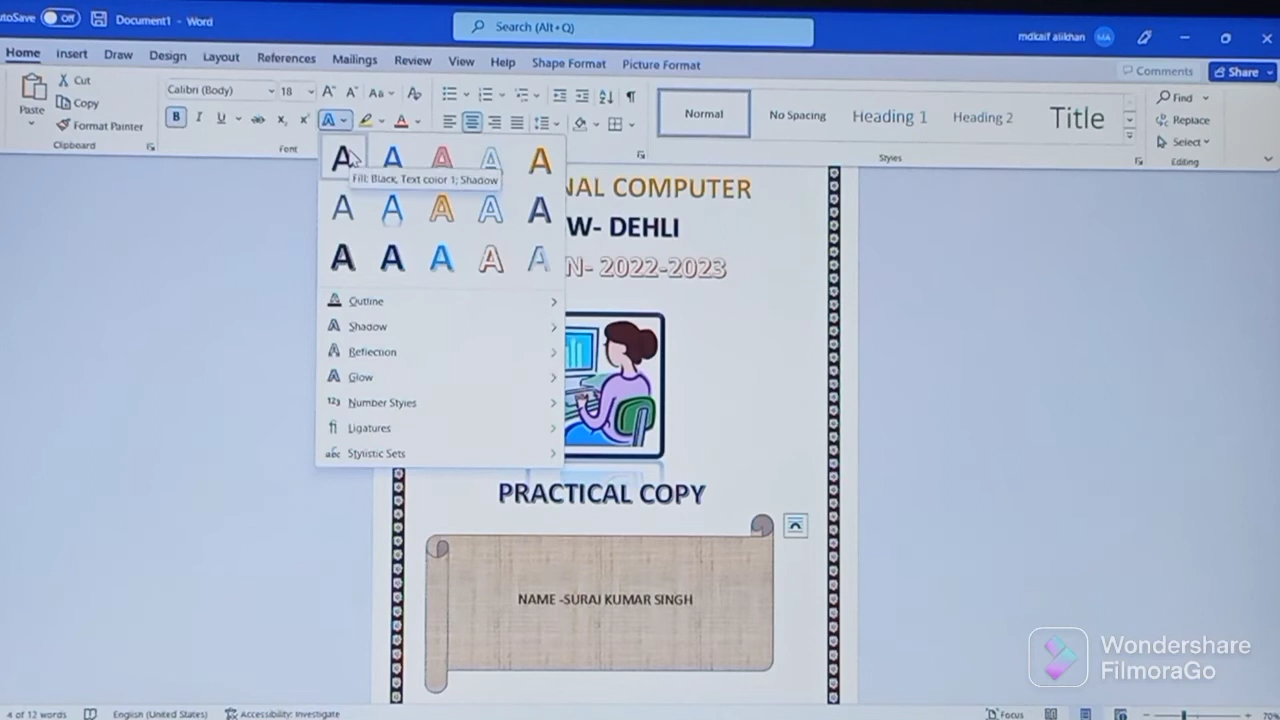 utoSave Off Document1 - Word Search (Alt+Q) mdkaif alikhan MA
Home Insert Draw Design Layout References Mailings Review View Help Shape Format Picture Format Comments Share
Paste
Cut
Copy
Format Painter
Clipboard
Calibri (Body) 18
Font
Normal No Spacing Heading 1 Heading 2 Title
Styles
Find
Replace
Select
Editing
Fill: Black, Text color 1; Shadow
Outline
Shadow
Reflection
Glow
Number Styles
Ligatures
Stylistic Sets
NAL COMPUTER
W- DEHLI
N- 2022-2023
PRACTICAL COPY
NAME -SURAJ KUMAR SINGH
Wondershare
FilmoraGo
4 of 12 words English (United States) Accessibility: Investigate Focus 70%